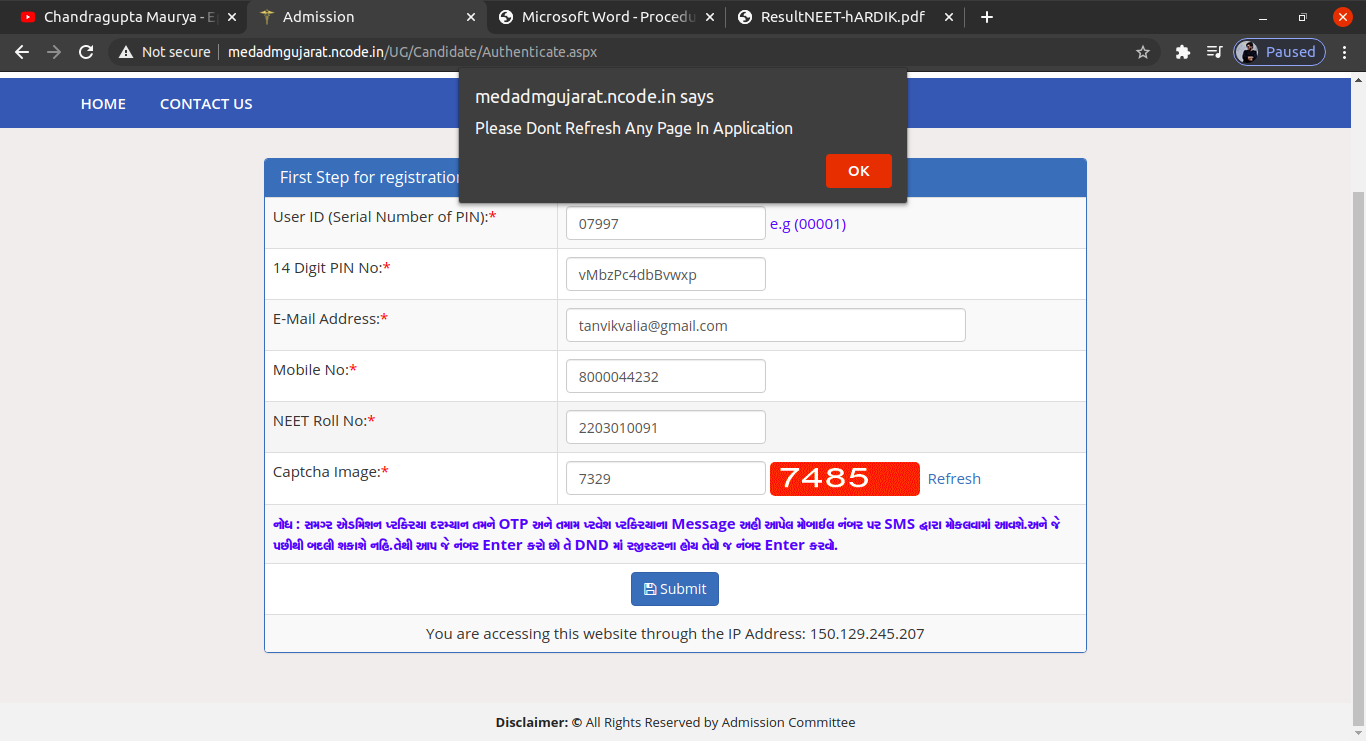 Chandragupta Maurya - E
Admission
Microsoft Word - Procedu
ResultNEET-hARDIK.pdf
Not secure
medadmgujarat.ncode.in/UG/Candidate/Authenticate.aspx
Paused
HOME
CONTACT US
medadmgujarat.ncode.in says
Please Dont Refresh Any Page In Application
OK
First Step for registration
User ID (Serial Number of PIN):*
07997
e.g (00001)
14 Digit PIN No:*
vMbzPc4dbBvwxp
E-Mail Address:*
tanvikvalia@gmail.com
Mobile No:*
8000044232
NEET Roll No:*
2203010091
Captcha Image:*
7329
7485
Refresh
નોધ : સમગ્ર એડમિશન પ્રક્રિયા દરમ્યાન તમને OTP અને તમામ પ્રવેશ પ્રક્રિયાના Message અહી આપેલ મોબાઈલ નંબર પર SMS દ્વારા મોકલવામાં આવશે.અને જે
પછીથી બદલી શકાશે નહિ.તેથી આપ જે નંબર Enter કરો છો તે DND માં રજીસ્ટરના હોય તેવો જ નંબર Enter કરવો.
Submit
You are accessing this website through the IP Address: 150.129.245.207
Disclaimer: © All Rights Reserved by Admission Committee